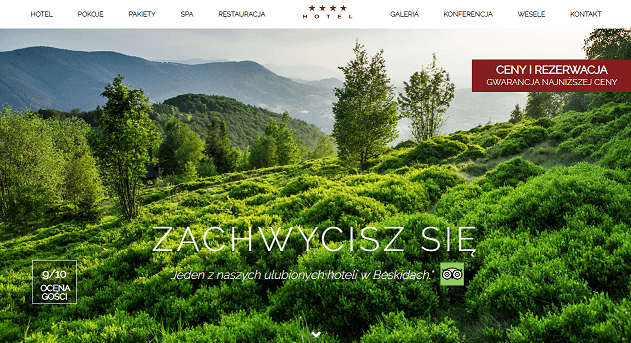 HOTEL POKOJE PAKIETY SPA RESTAURACJA ★★★★ GALERIA KONFERENCJA WESELE KONTAKT
HOTEL
CENY I REZERWACJA
GWARANCJA NAJNIŻSZEJ CENY
ZACHWYCISZ SIĘ
"Jeden z naszych ulubionych hoteli w Beskidach."
9/10
OCENA
GOŚCI